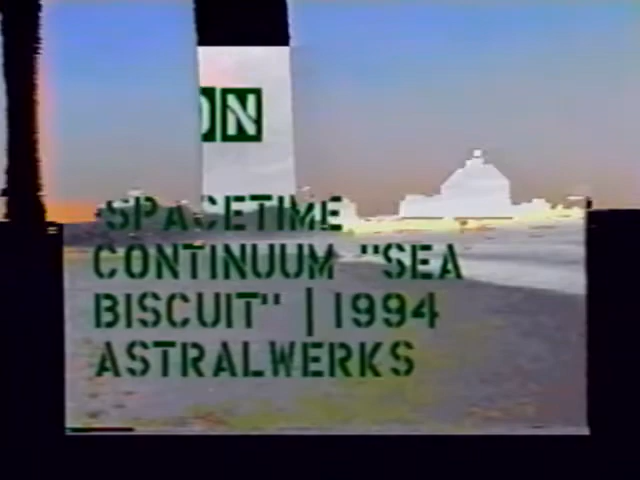 ON
SPACETIME
CONTINUUM "SEA
BISCUIT" | 1994
ASTRALWERKS